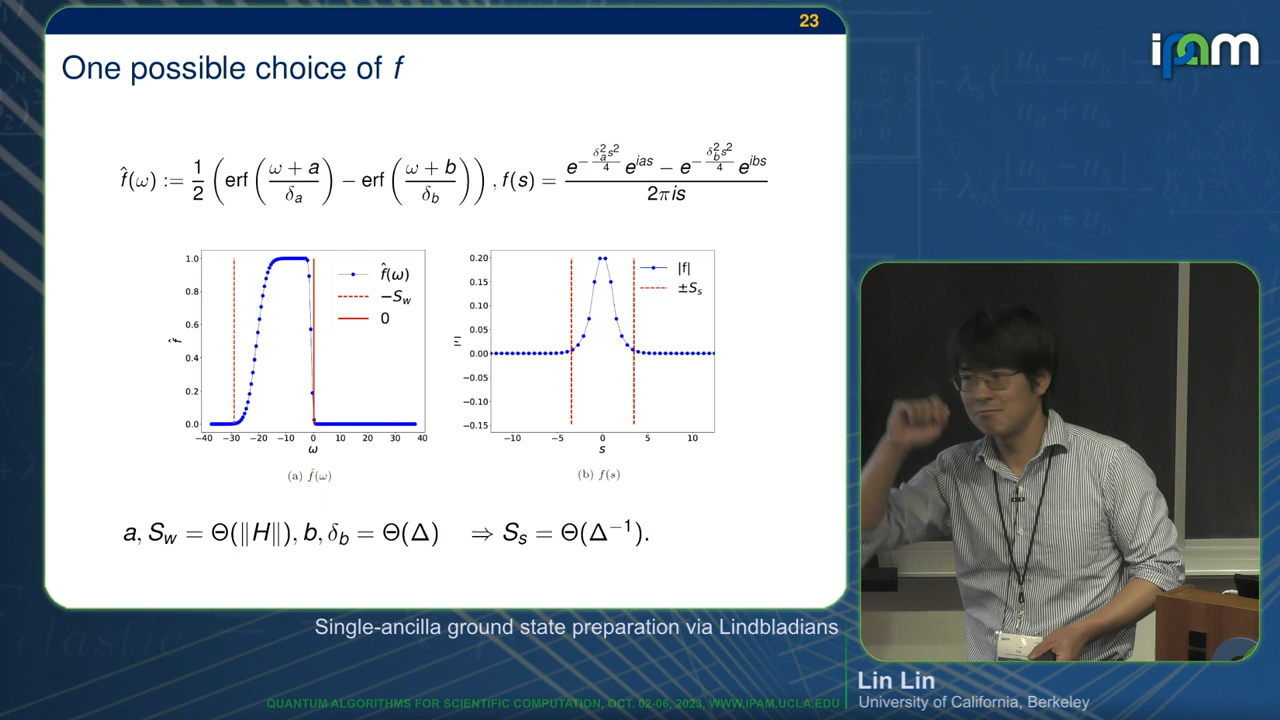 23
ipam
One possible choice of f
f̂(ω) := 1/2 ( erf ( (ω + a)/δ_a ) − erf ( (ω + b)/δ_b ) ), f(s) = (e^{−δ_a² s²/4} e^{ias} − e^{−δ_b² s²/4} e^{ibs}) / 2πis
1.0
0.8
0.6
0.4
0.2
0.0
f̂
−40 −30 −20 −10 0 10 20 30 40
ω
f̂(ω)
−S_w
0
(a) f̂(ω)
0.20
0.15
0.10
0.05
0.00
−0.05
−0.10
−0.15
|f|
−10 −5 0 5 10
s
|f|
±S_s
(b) f(s)
a, S_w = Θ(‖H‖), b, δ_b = Θ(Δ) ⇒ S_s = Θ(Δ⁻¹).
Single-ancilla ground state preparation via Lindbladians
Lin Lin
University of California, Berkeley
QUANTUM ALGORITHMS FOR SCIENTIFIC COMPUTATION, OCT. 02-06, 2023, WWW.IPAM.UCLA.EDU